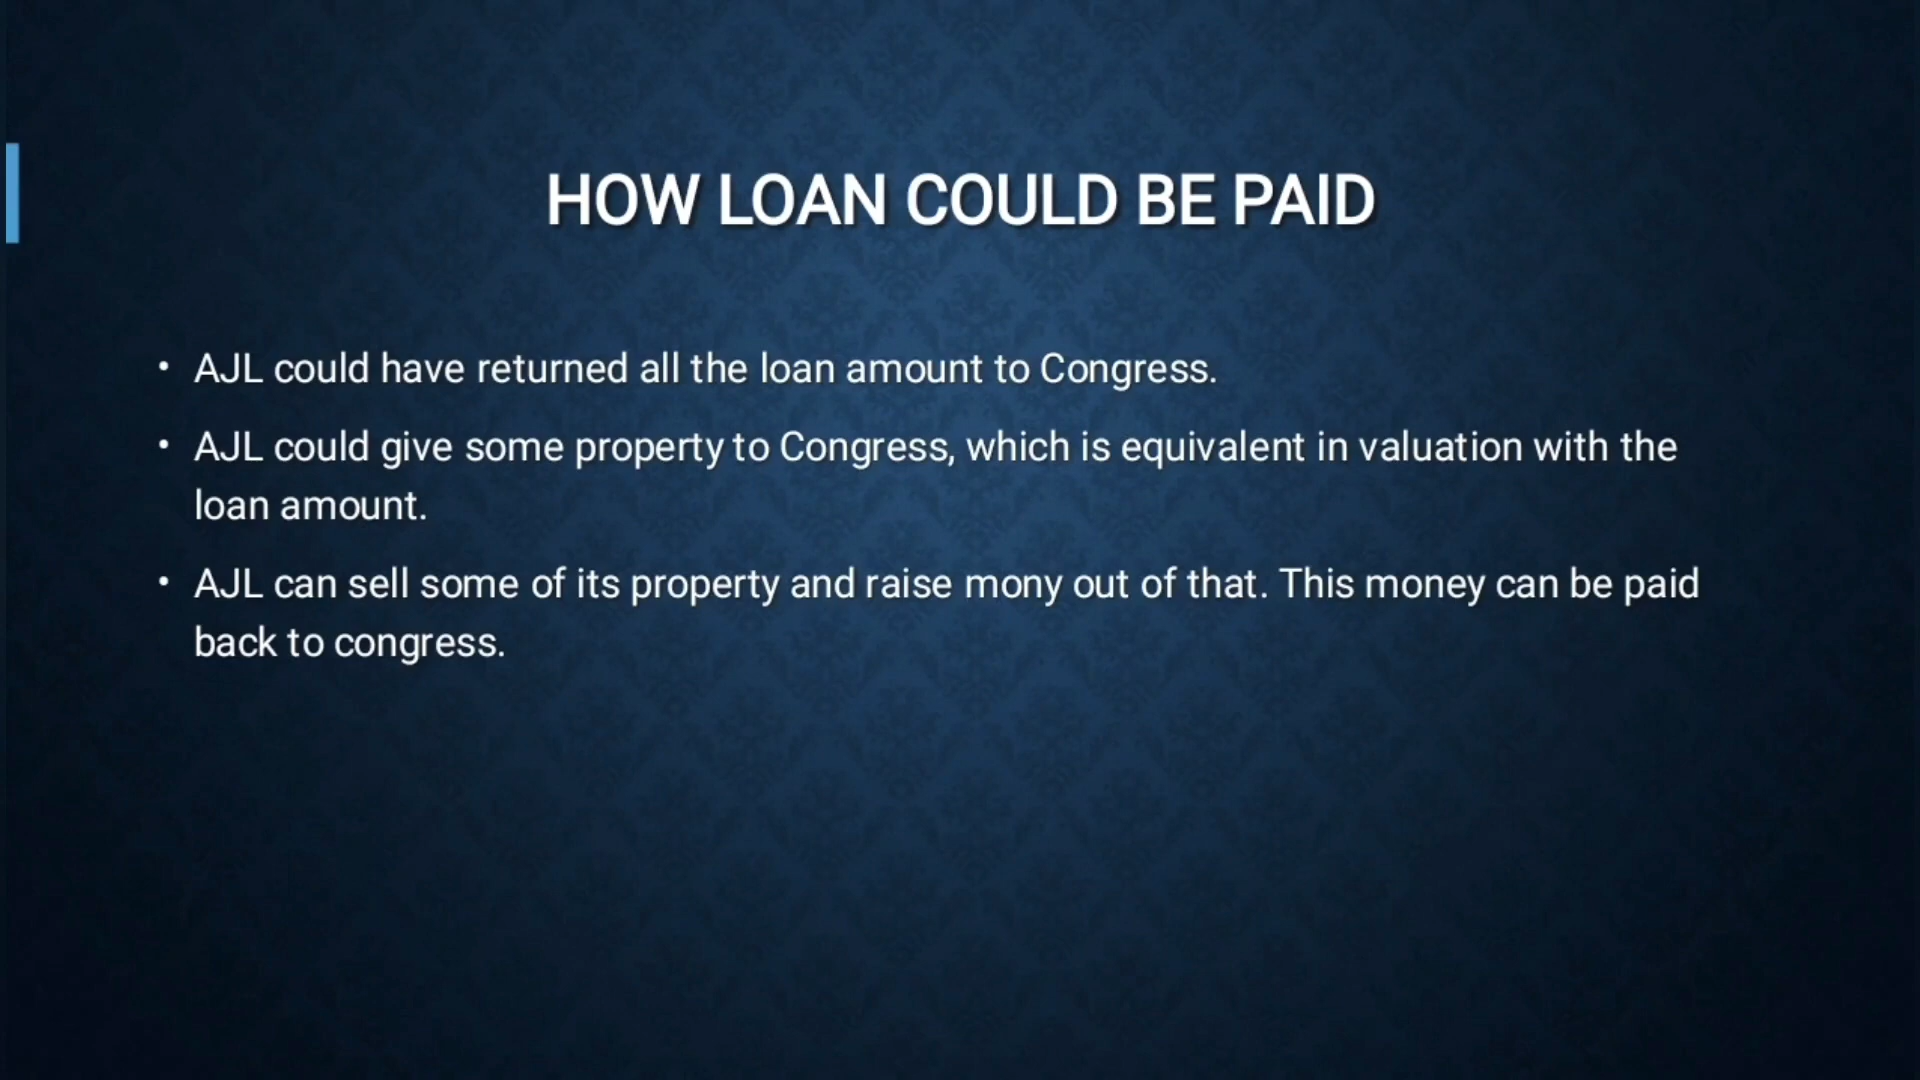 HOW LOAN COULD BE PAID
• AJL could have returned all the loan amount to Congress.
• AJL could give some property to Congress, which is equivalent in valuation with the
loan amount.
• AJL can sell some of its property and raise mony out of that. This money can be paid
back to congress.